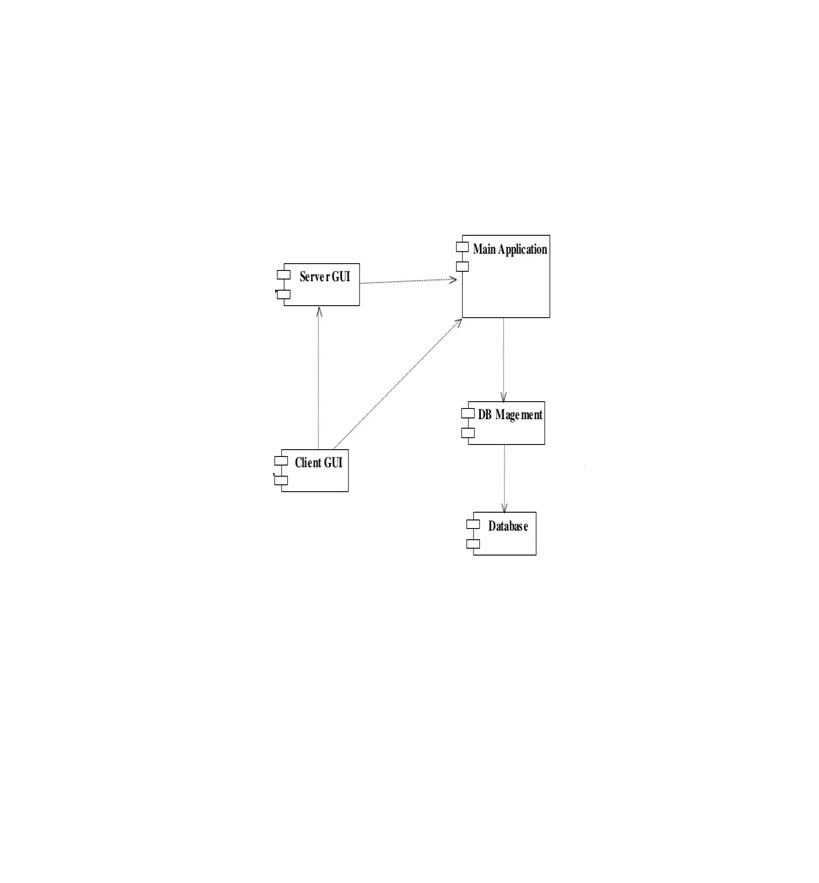 Main Application
Server GUI
DB Magement
Client GUI
Database